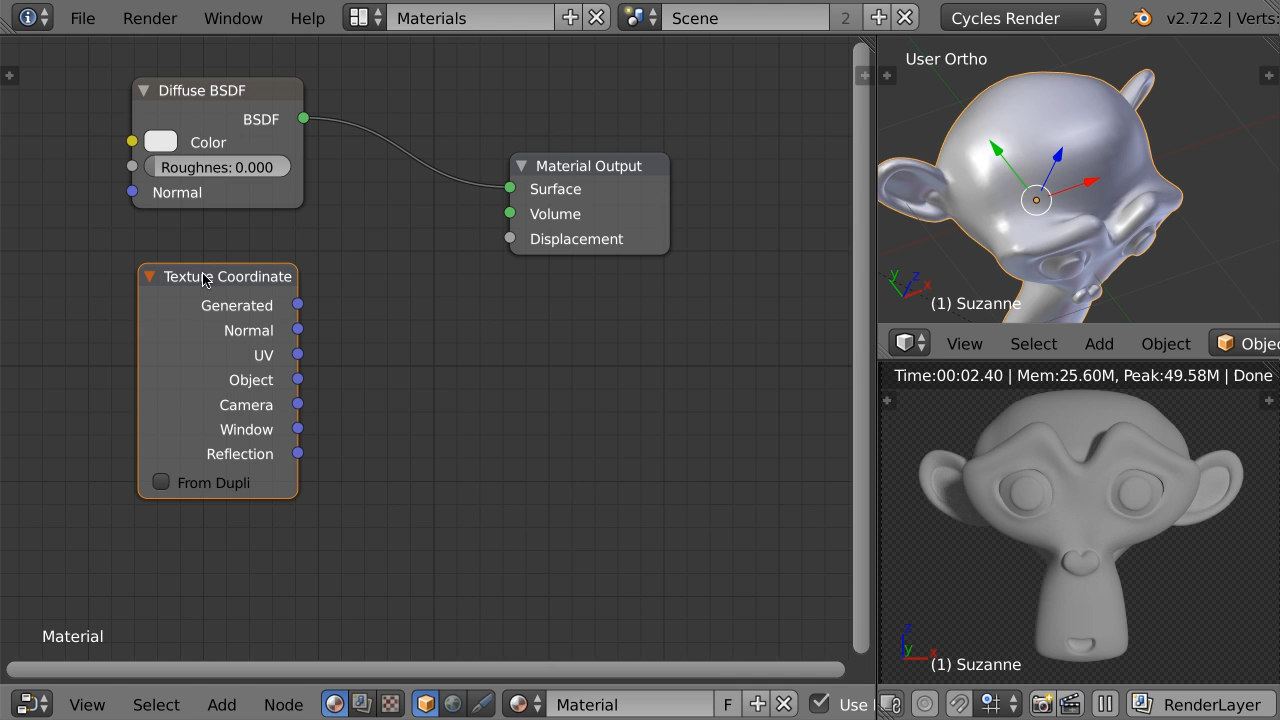 File Render Window Help Materials Scene 2 Cycles Render v2.72.2 | Verts:
Diffuse BSDF
BSDF
Color
Roughness: 0.000
Normal
Material Output
Surface
Volume
Displacement
Texture Coordinate
Generated
Normal
UV
Object
Camera
Window
Reflection
From Dupli
Material
User Ortho
y z x
(1) Suzanne
View Select Add Object Objec
Time:00:02.40 | Mem:25.60M, Peak:49.58M | Done
z
y x
(1) Suzanne
View Select Add Node Material F Use
RenderLayer